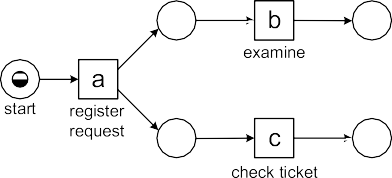 b
examine
a
start
register
request
c
check ticket